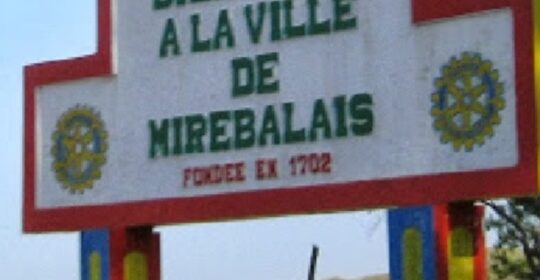 A LA VILLE
DE
MIREBALAIS
FONDEE EN 1702